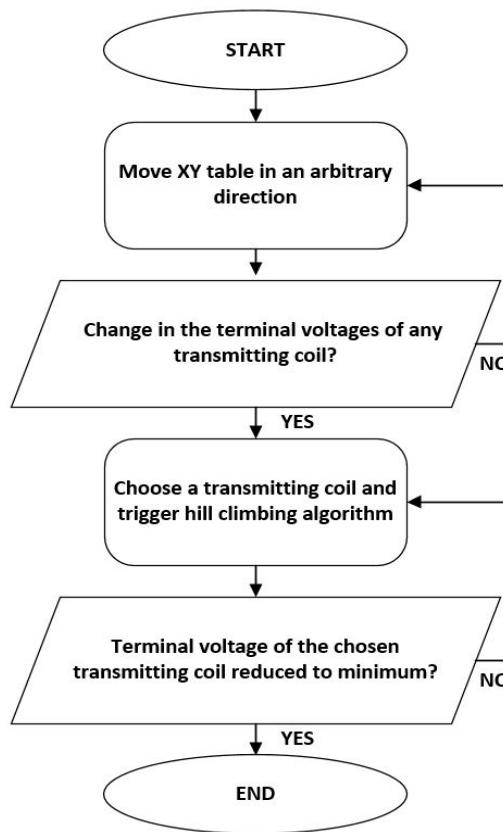 START
Move XY table in an arbitrary
direction
Change in the terminal voltages of any
transmitting coil?
NO
YES
Choose a transmitting coil and
trigger hill climbing algorithm
Terminal voltage of the chosen
transmitting coil reduced to minimum?
NO
YES
END